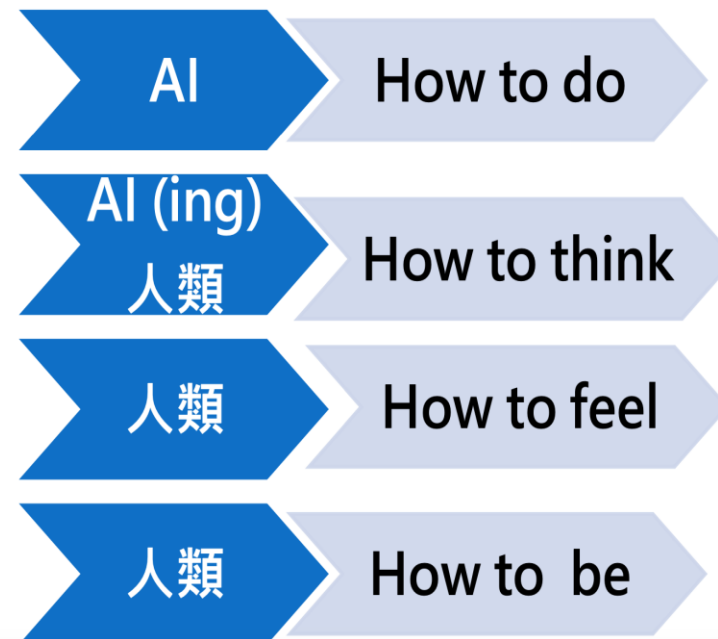 AI
How to do
AI (ing)
人類
How to think
人類
How to feel
人類
How to be